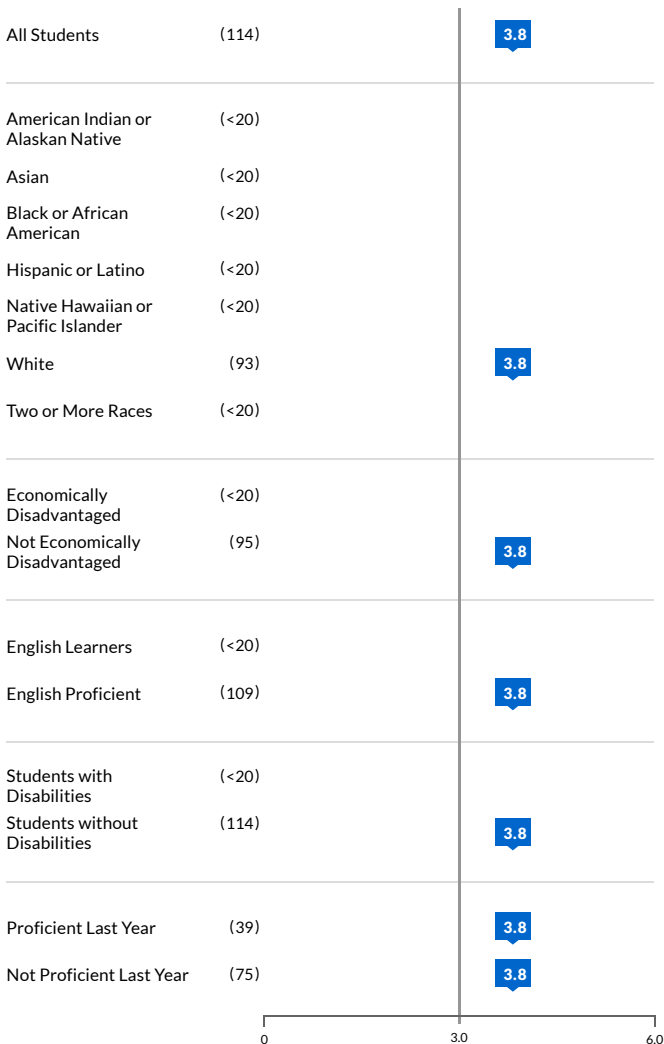 All Students (114) 3.8
American Indian or (<20)
Alaskan Native
Asian (<20)
Black or African (<20)
American
Hispanic or Latino (<20)
Native Hawaiian or (<20)
Pacific Islander
White (93) 3.8
Two or More Races (<20)
Economically (<20)
Disadvantaged
Not Economically (95) 3.8
Disadvantaged
English Learners (<20)
English Proficient (109) 3.8
Students with (<20)
Disabilities
Students without (114) 3.8
Disabilities
Proficient Last Year (39) 3.8
Not Proficient Last Year (75) 3.8
0 3.0 6.0